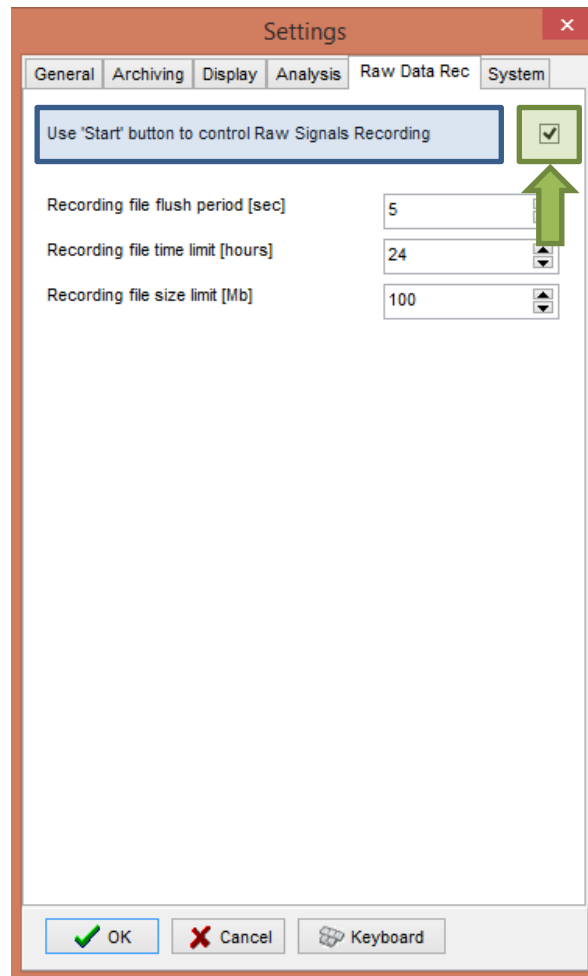 Settings
General Archiving Display Analysis Raw Data Rec System
Use 'Start' button to control Raw Signals Recording
Recording file flush period [sec] 5
Recording file time limit [hours] 24
Recording file size limit [Mb] 100
OK Cancel Keyboard